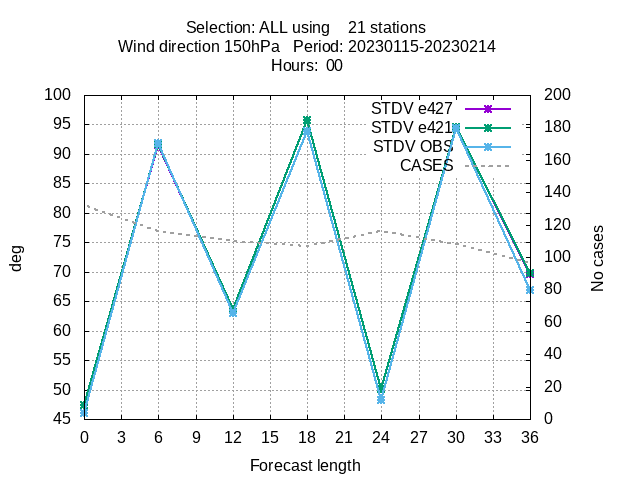 Selection: ALL using 21 stations
Wind direction 150hPa Period: 20230115-20230214
Hours: 00
100
95
90
85
80
75
70
65
60
55
50
45
deg
STDV e427
STDV e421
STDV OBS
CASES
200
180
160
140
120
100
80
60
40
20
0
No cases
0 3 6 9 12 15 18 21 24 27 30 33 36
Forecast length